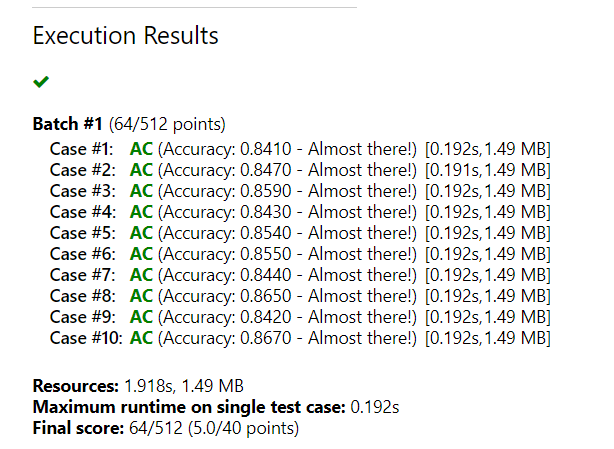 Execution Results
Batch #1 (64/512 points)
Case #1: AC (Accuracy: 0.8410 - Almost there!) [0.192s,1.49 MB]
Case #2: AC (Accuracy: 0.8470 - Almost there!) [0.191s,1.49 MB]
Case #3: AC (Accuracy: 0.8590 - Almost there!) [0.192s,1.49 MB]
Case #4: AC (Accuracy: 0.8430 - Almost there!) [0.192s,1.49 MB]
Case #5: AC (Accuracy: 0.8540 - Almost there!) [0.192s,1.49 MB]
Case #6: AC (Accuracy: 0.8550 - Almost there!) [0.192s,1.49 MB]
Case #7: AC (Accuracy: 0.8440 - Almost there!) [0.192s,1.49 MB]
Case #8: AC (Accuracy: 0.8650 - Almost there!) [0.192s,1.49 MB]
Case #9: AC (Accuracy: 0.8420 - Almost there!) [0.192s,1.49 MB]
Case #10: AC (Accuracy: 0.8670 - Almost there!) [0.192s,1.49 MB]
Resources: 1.918s, 1.49 MB
Maximum runtime on single test case: 0.192s
Final score: 64/512 (5.0/40 points)